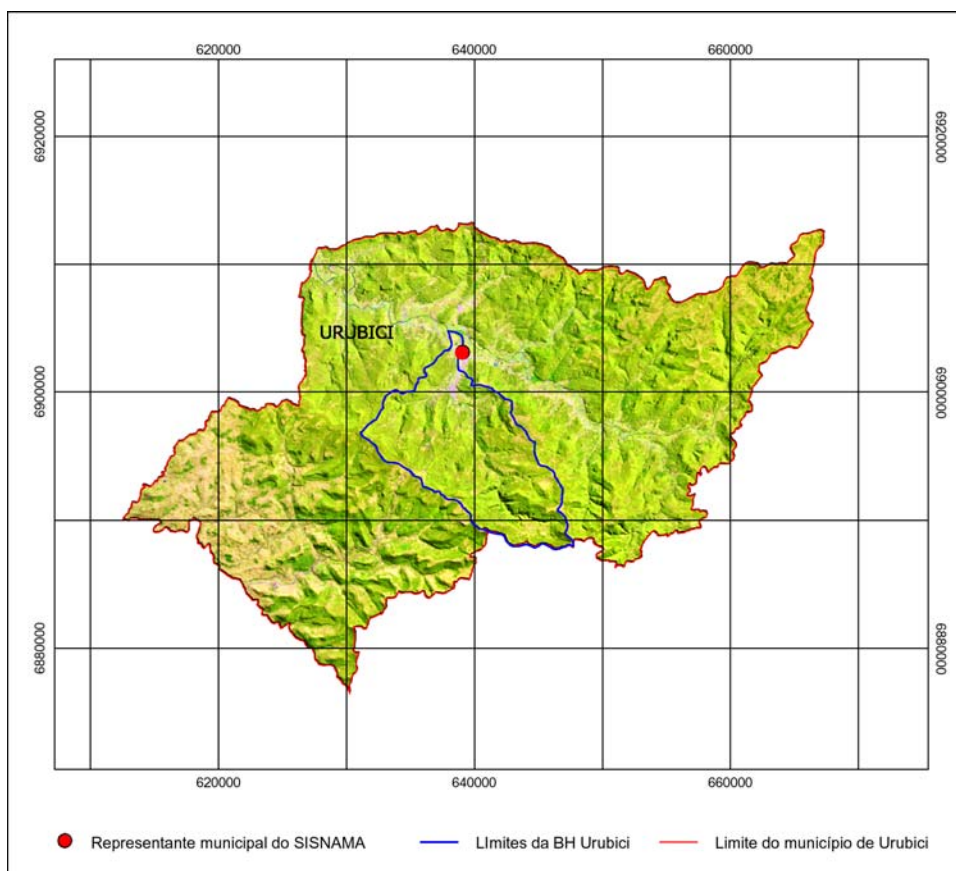 620000 640000 660000
6920000 6920000
URUBICI
6900000 6900000
6880000 6880000
620000 640000 660000
Representante municipal do SISNAMA LImites da BH Urubici Limite do município de Urubici